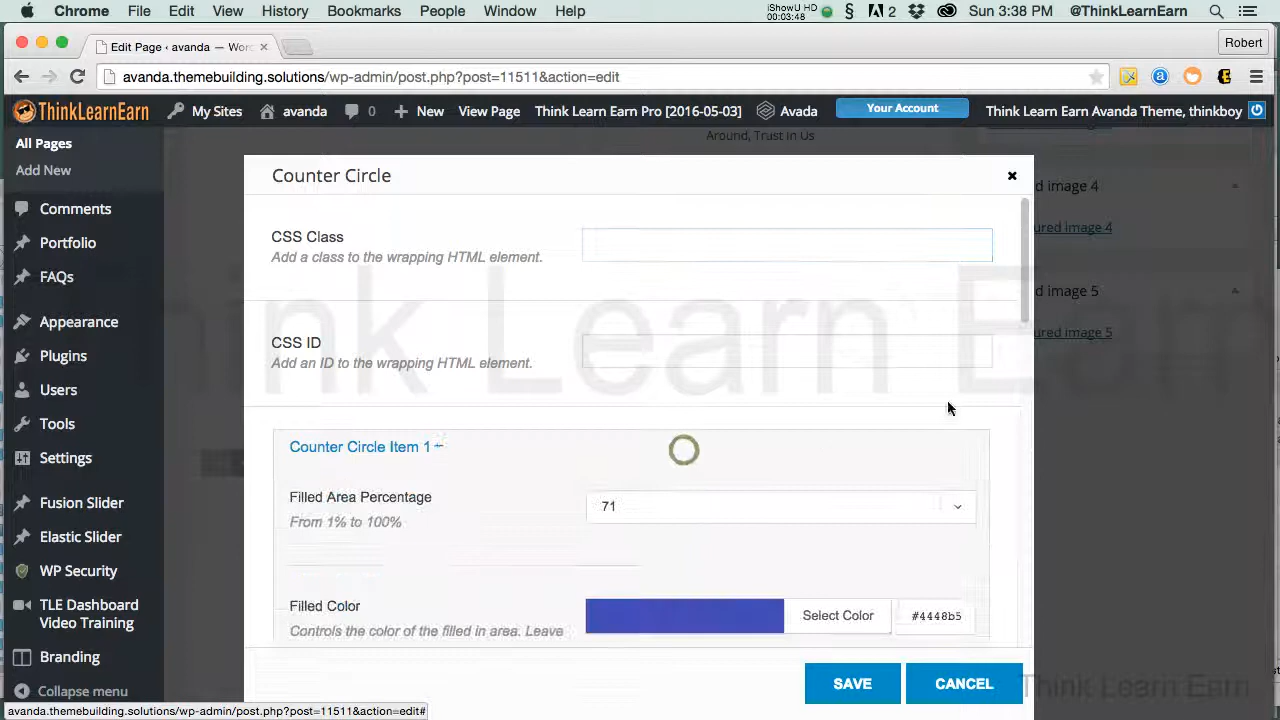 Chrome File Edit View History Bookmarks People Window Help iShowU HD 00:03:48 2 Sun 3:38 PM @ThinkLearnEarn
Edit Page ‹ avanda — Wor Robert
avanda.themebuilding.solutions/wp-admin/post.php?post=11511&action=edit
ThinkLearnEarn My Sites avanda 0 New View Page Think Learn Earn Pro [2016-05-03] Avada Your Account Think Learn Earn Avanda Theme, thinkboy
All Pages
Add New
Comments
Portfolio
FAQs
Appearance
Plugins
Users
Tools
Settings
Fusion Slider
Elastic Slider
WP Security
TLE Dashboard
Video Training
Branding
Collapse menu
Around, Trust in Us
Counter Circle
CSS Class
Add a class to the wrapping HTML element.
CSS ID
Add an ID to the wrapping HTML element.
Counter Circle Item 1
Filled Area Percentage 71
From 1% to 100%
Filled Color Select Color #4448b5
Controls the color of the filled in area. Leave
SAVE CANCEL
d image 4
ured image 4
d image 5
ured image 5
hink Learn Earn
Think Learn Earn
avanda.themebuilding.solutions/wp-admin/post.php?post=11511&action=edit#